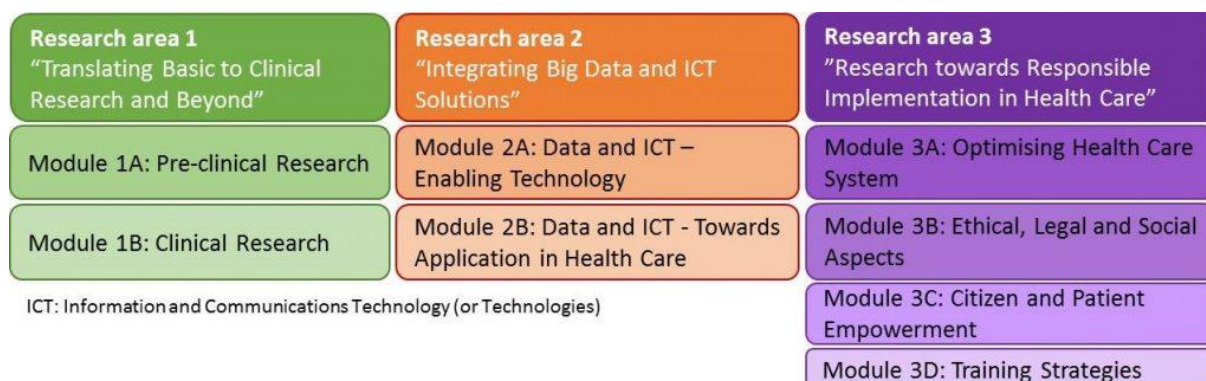 Research area 1
"Translating Basic to Clinical
Research and Beyond"
Module 1A: Pre-clinical Research
Module 1B: Clinical Research
Research area 2
"Integrating Big Data and ICT
Solutions"
Module 2A: Data and ICT –
Enabling Technology
Module 2B: Data and ICT - Towards
Application in Health Care
Research area 3
"Research towards Responsible
Implementation in Health Care"
Module 3A: Optimising Health Care
System
Module 3B: Ethical, Legal and Social
Aspects
Module 3C: Citizen and Patient
Empowerment
Module 3D: Training Strategies
ICT: Information and Communications Technology (or Technologies)